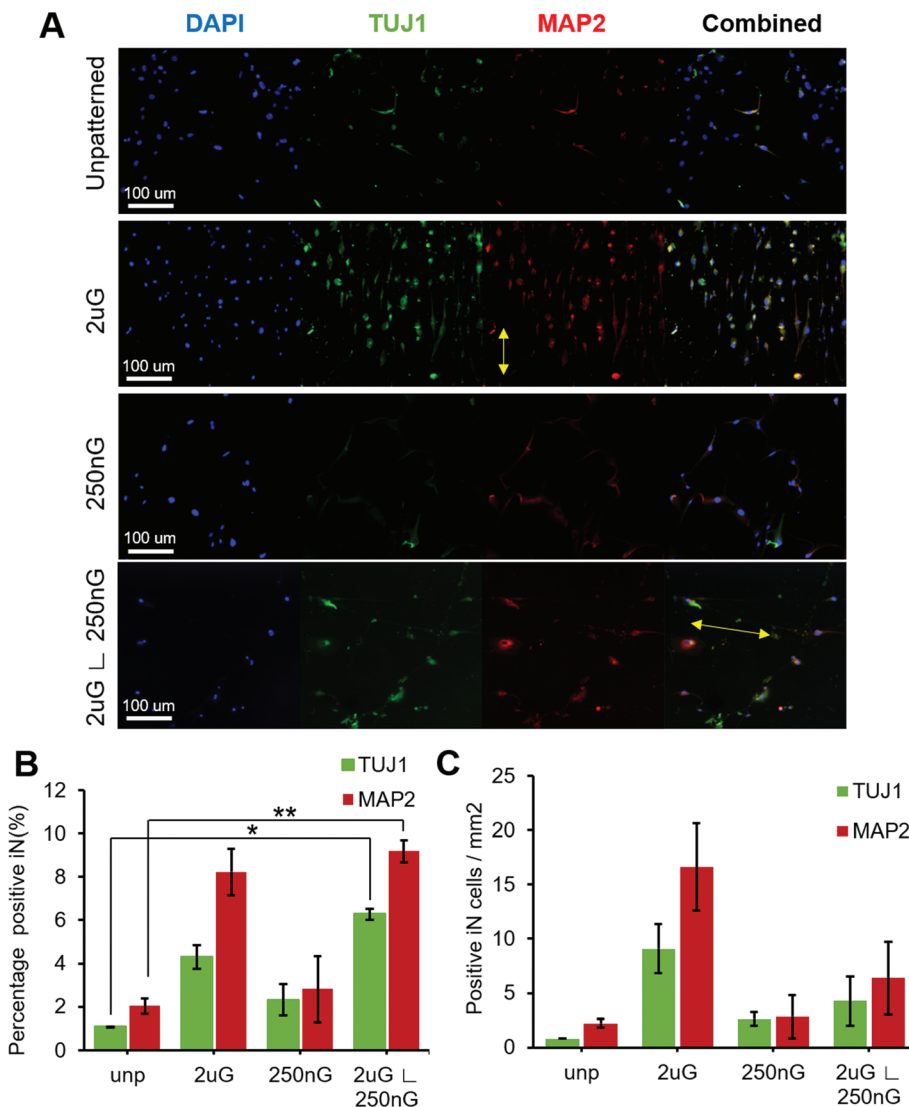 A
DAPI TUJ1 MAP2 Combined
Unpatterned
100 um
2uG
100 um
250nG
100 um
2uG ∟ 250nG
100 um
B
TUJ1
MAP2
Percentage positive iN(%)
12
10
8
6
4
2
0
**
*
unp 2uG 250nG 2uG ∟
250nG
C
TUJ1
MAP2
Positive iN cells / mm2
25
20
15
10
5
0
unp 2uG 250nG 2uG ∟
250nG